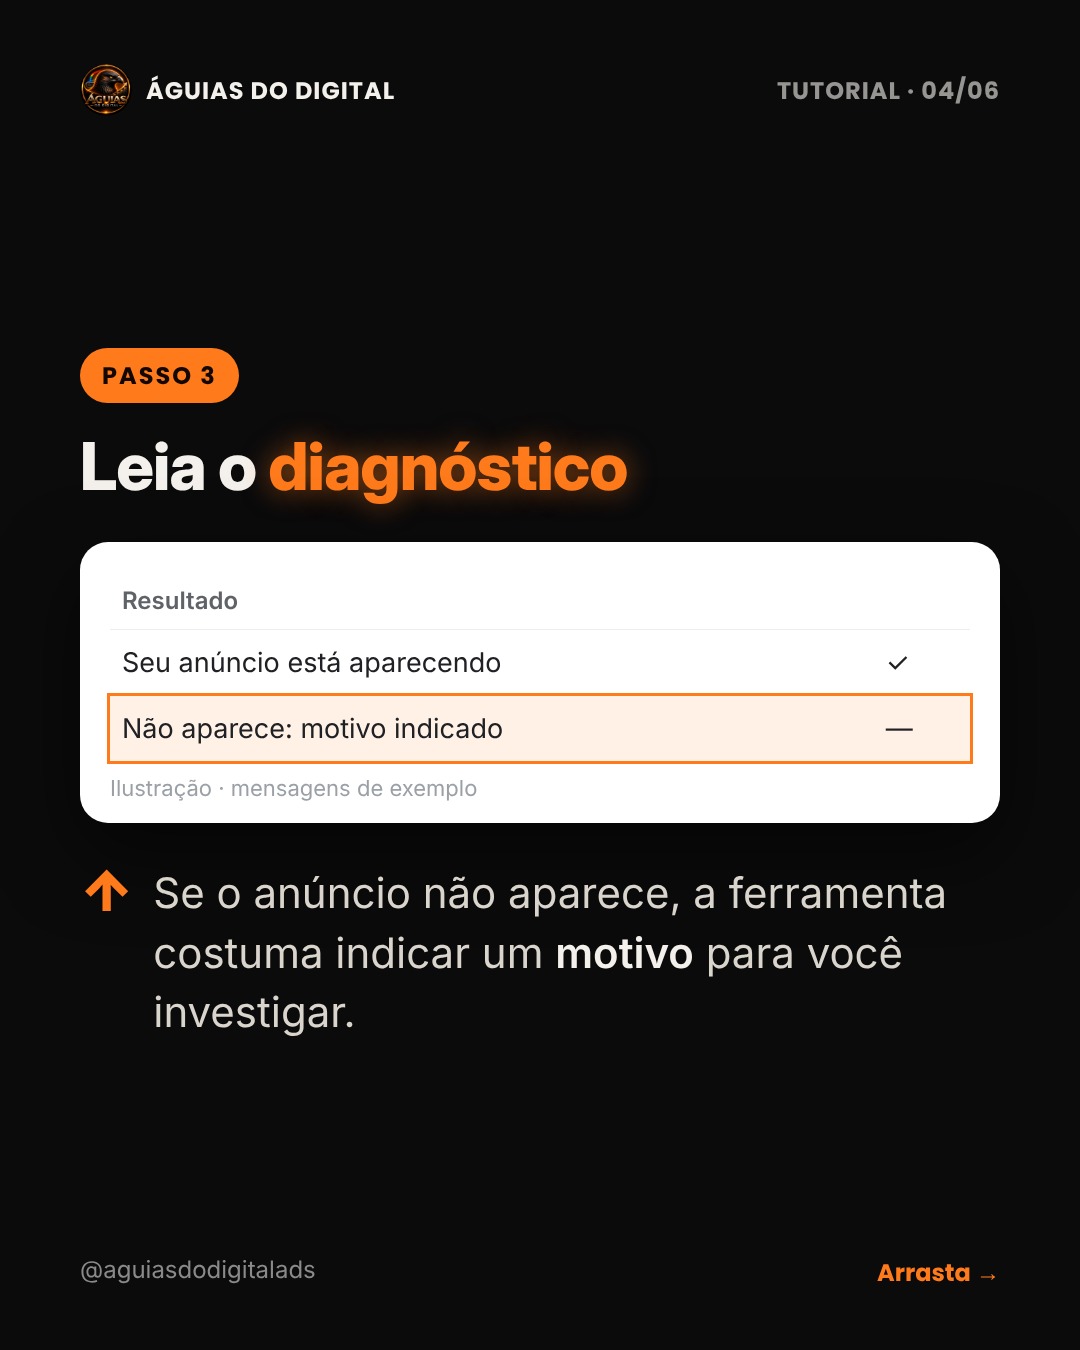 ÁGUIAS
ÁGUIAS DO DIGITAL
TUTORIAL · 04/06
PASSO 3
Leia o diagnóstico
Resultado
Seu anúncio está aparecendo ✓
Não aparece: motivo indicado —
Ilustração · mensagens de exemplo
↑ Se o anúncio não aparece, a ferramenta
costuma indicar um motivo para você
investigar.
@aguiasdodigitalads
Arrasta →